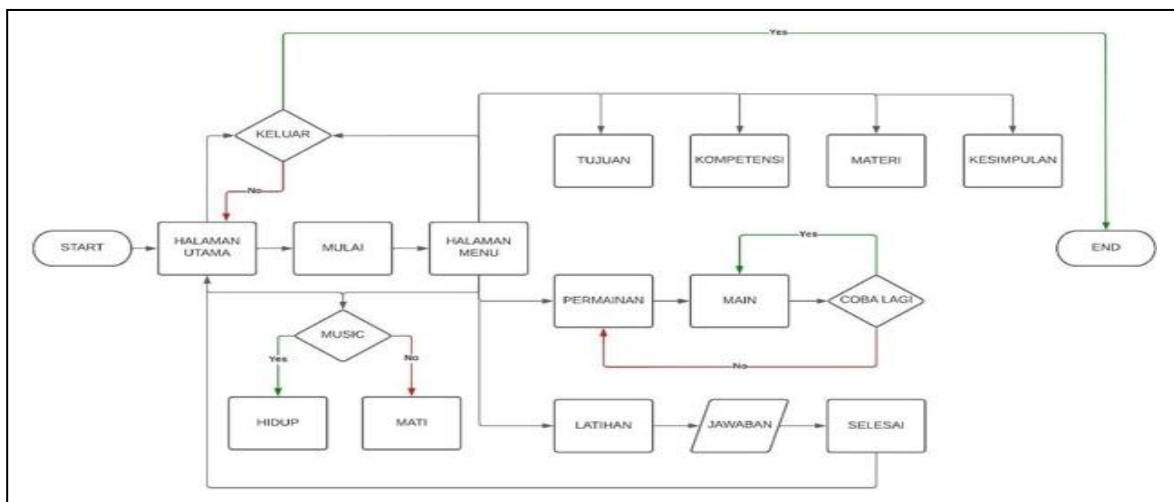 Yes
KELUAR
TUJUAN
KOMPETENSI
MATERI
KESIMPULAN
No
START
HALAMAN
UTAMA
MULAI
HALAMAN
MENU
Yes
END
PERMAINAN
MAIN
COBA LAGI
MUSIC
Yes
No
No
HIDUP
MATI
LATIHAN
JAWABAN
SELESAI